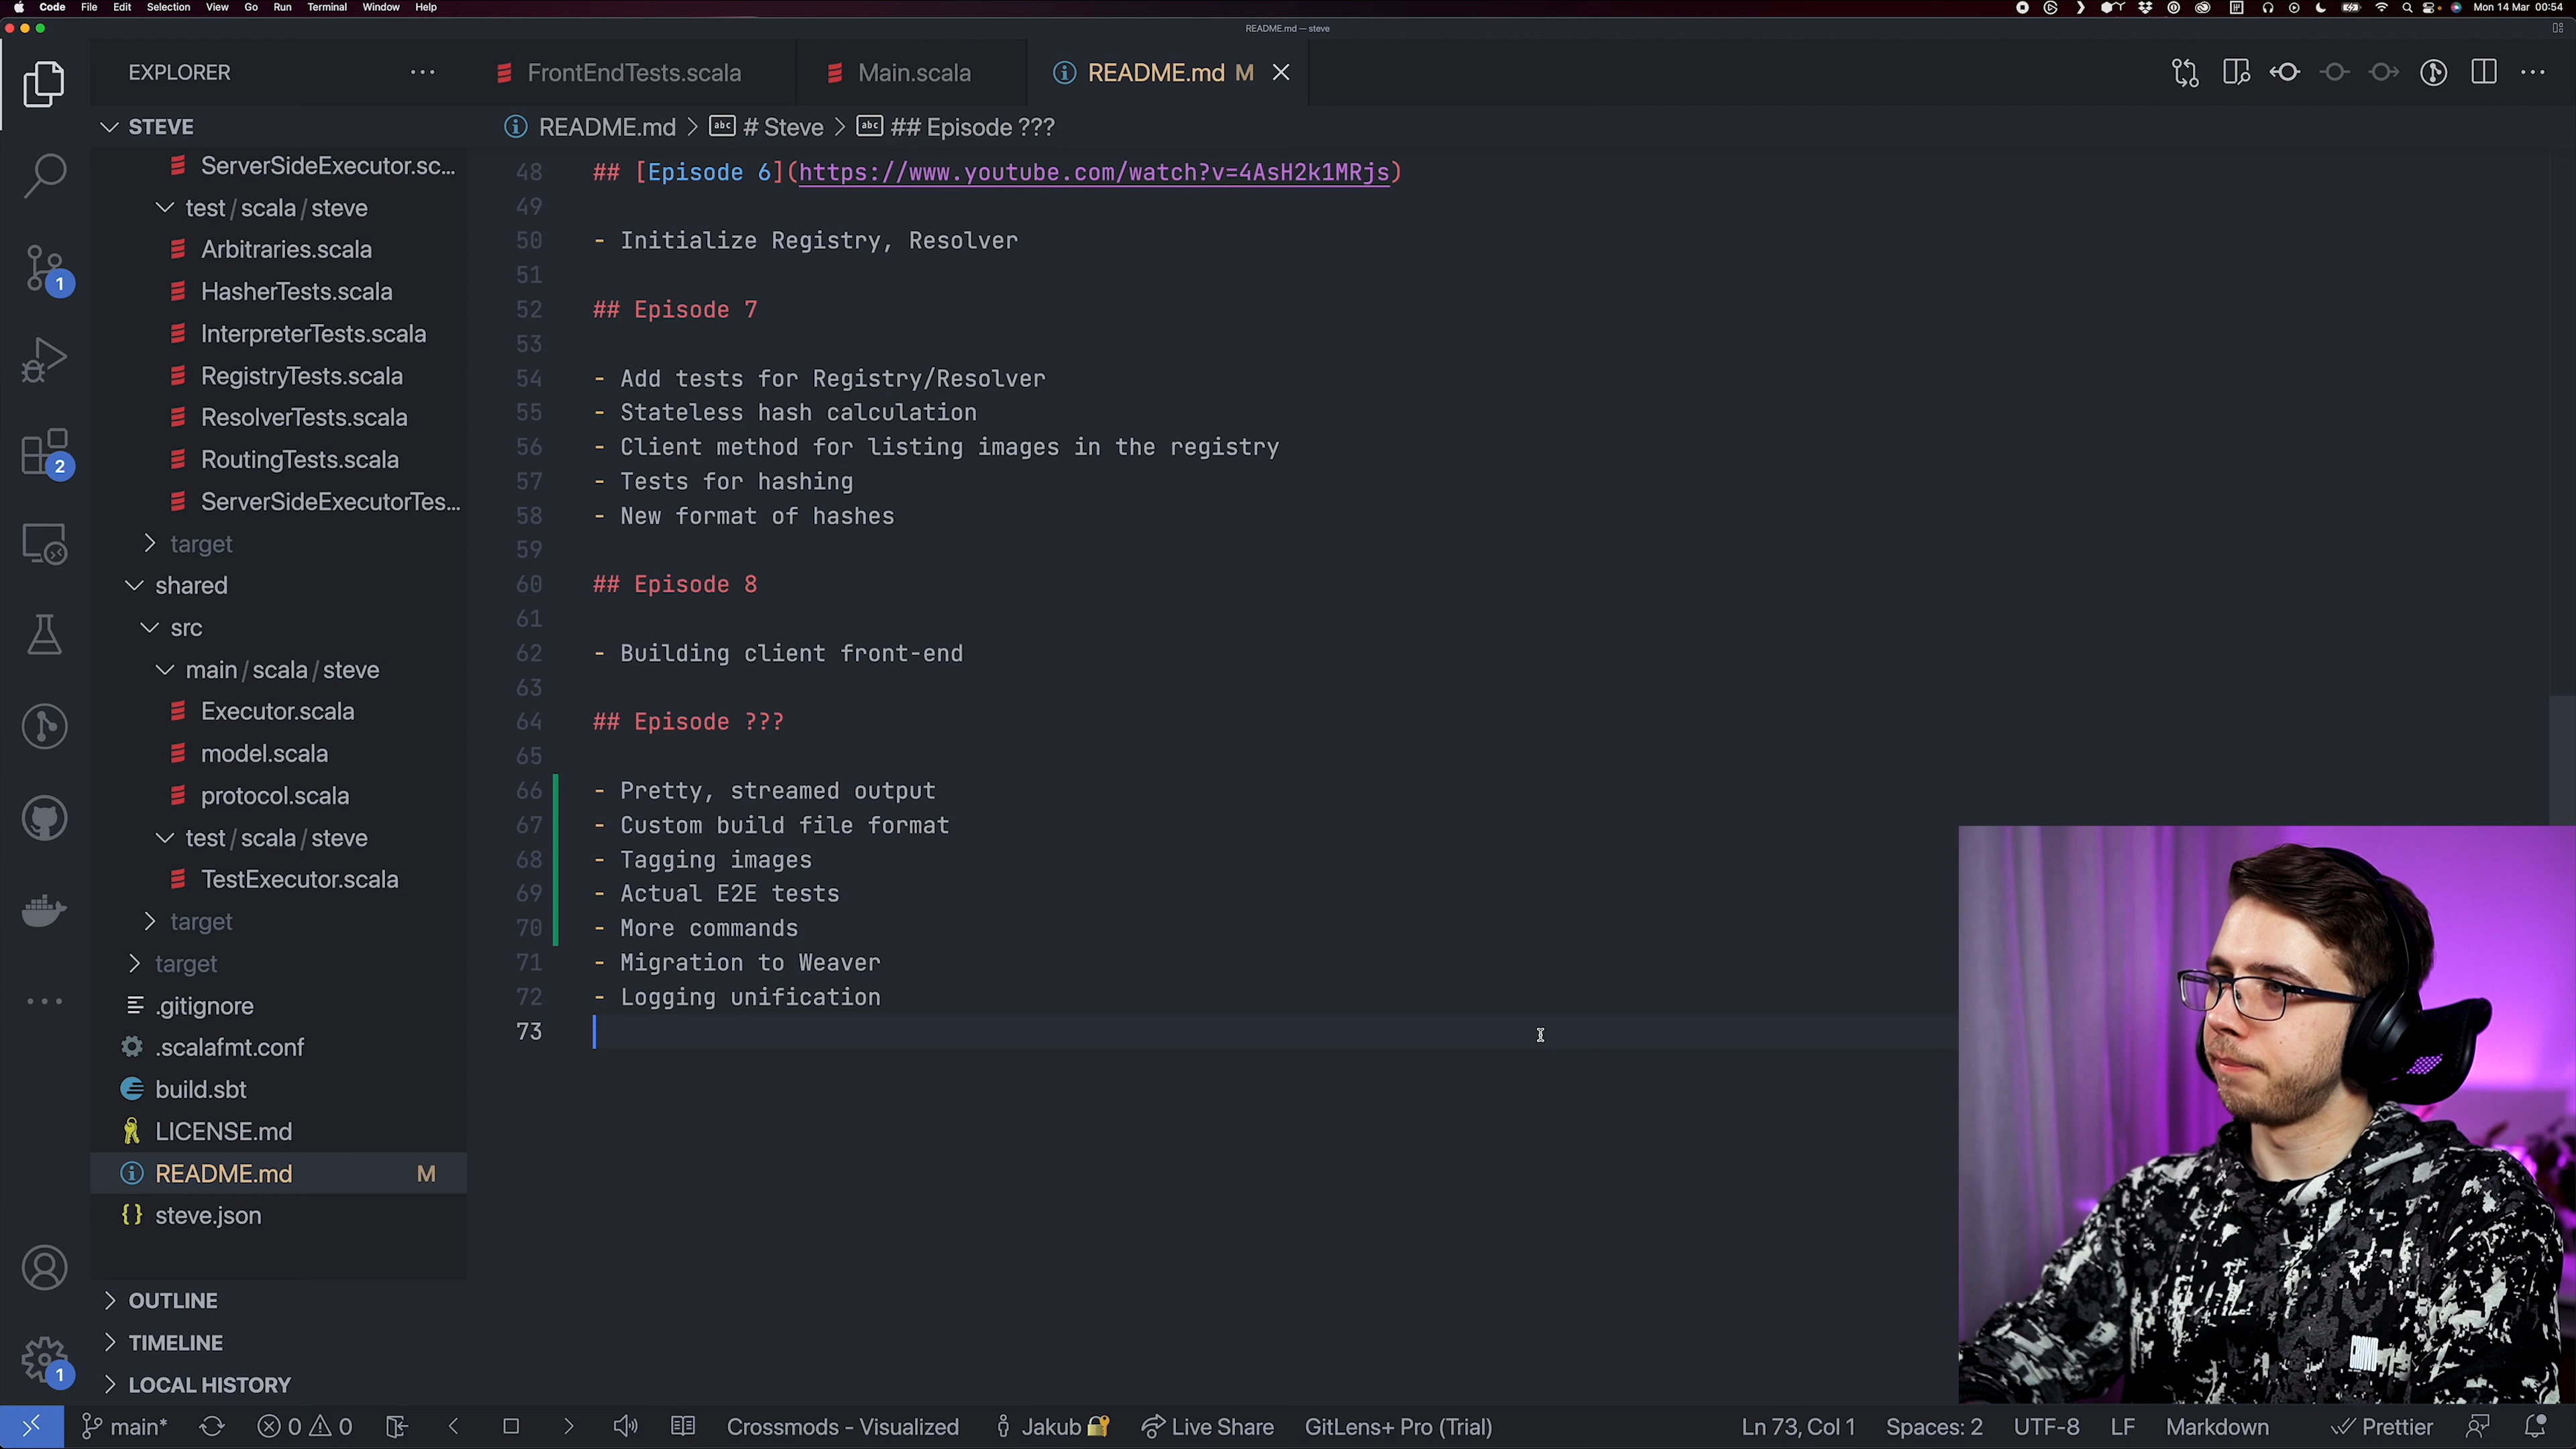 Code File Edit Selection View Go Run Terminal Window Help
Mon 14 Mar 00:54
README.md — steve
EXPLORER
FrontEndTests.scala
Main.scala
README.md M
STEVE
README.md > # Steve > ## Episode ???
ServerSideExecutor.sc...
test/scala/steve
Arbitraries.scala
HasherTests.scala
InterpreterTests.scala
RegistryTests.scala
ResolverTests.scala
RoutingTests.scala
ServerSideExecutorTes...
target
shared
src
main/scala/steve
Executor.scala
model.scala
protocol.scala
test/scala/steve
TestExecutor.scala
target
target
.gitignore
.scalafmt.conf
build.sbt
LICENSE.md
README.md M
steve.json
OUTLINE
TIMELINE
LOCAL HISTORY
1
2
1
48 ## [Episode 6](https://www.youtube.com/watch?v=4AsH2k1MRjs)
49
50 - Initialize Registry, Resolver
51
52 ## Episode 7
53
54 - Add tests for Registry/Resolver
55 - Stateless hash calculation
56 - Client method for listing images in the registry
57 - Tests for hashing
58 - New format of hashes
59
60 ## Episode 8
61
62 - Building client front-end
63
64 ## Episode ???
65
66 - Pretty, streamed output
67 - Custom build file format
68 - Tagging images
69 - Actual E2E tests
70 - More commands
71 - Migration to Weaver
72 - Logging unification
73
main* 0 0 Crossmods - Visualized Jakub Live Share GitLens+ Pro (Trial) Ln 73, Col 1 Spaces: 2 UTF-8 LF Markdown Prettier